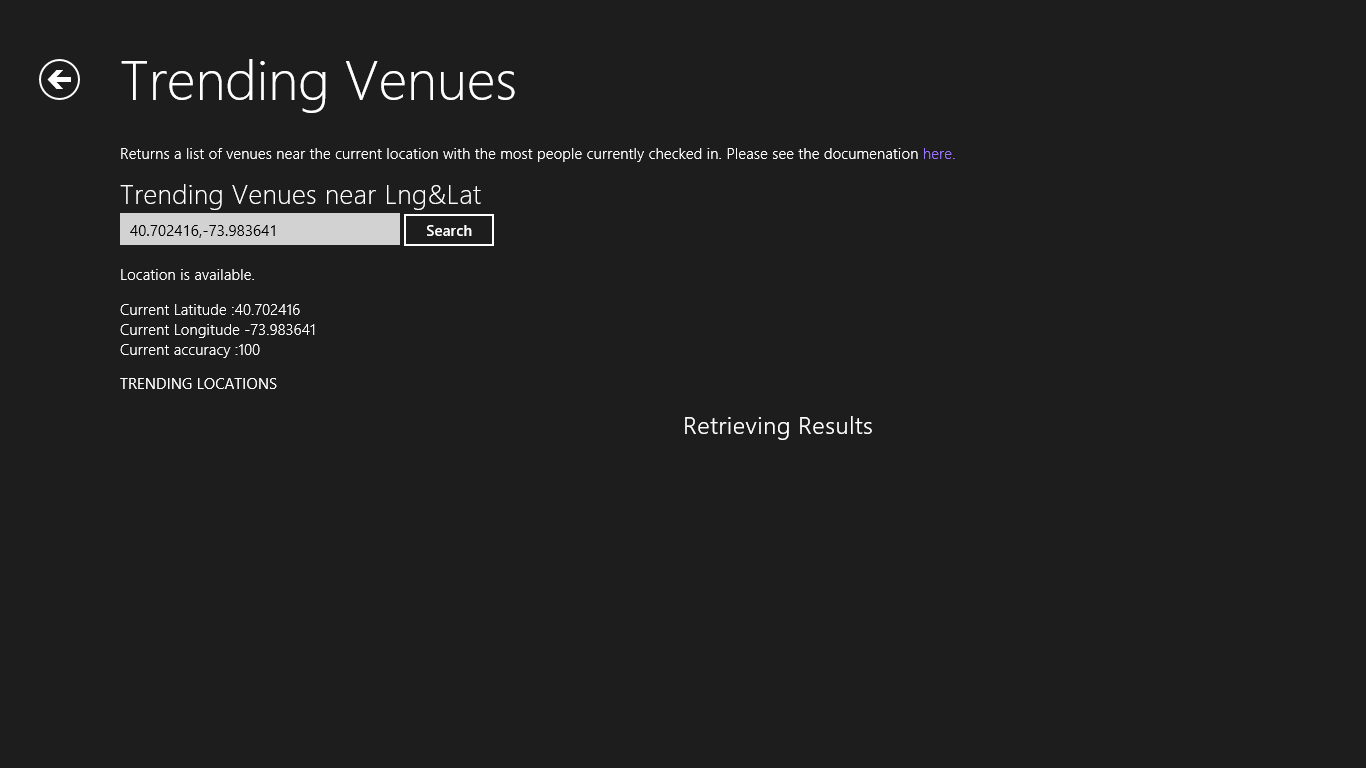 Trending Venues
Returns a list of venues near the current location with the most people currently checked in. Please see the documenation here.
Trending Venues near Lng&Lat
40.702416,-73.983641 Search
Location is available.
Current Latitude :40.702416
Current Longitude -73.983641
Current accuracy :100
TRENDING LOCATIONS
Retrieving Results